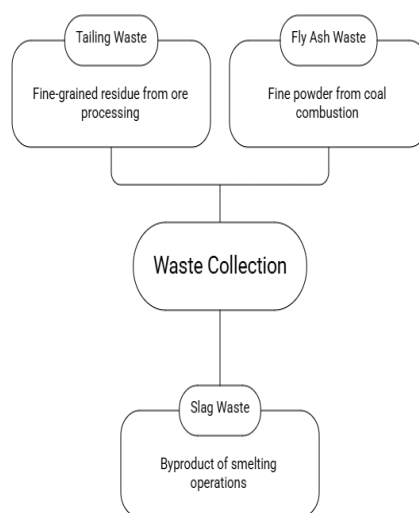 Tailing Waste
Fine-grained residue from ore
processing
Fly Ash Waste
Fine powder from coal
combustion
Waste Collection
Slag Waste
Byproduct of smelting
operations